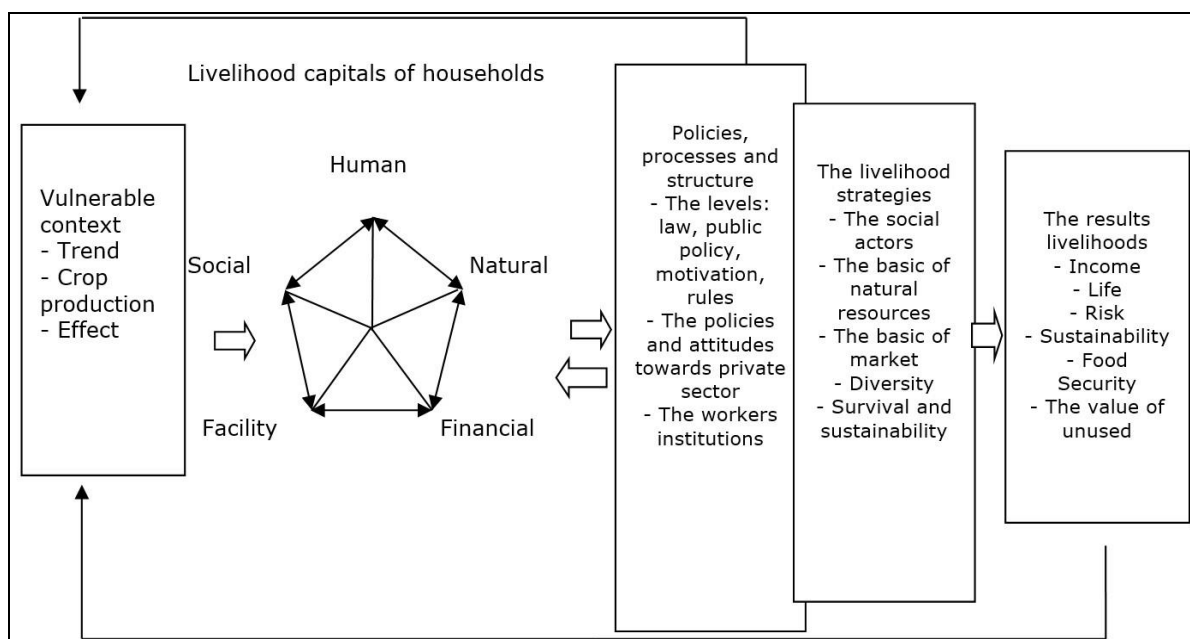 Livelihood capitals of households
Vulnerable
context
- Trend
- Crop
production
- Effect
Human
Social
Natural
Facility
Financial
Policies,
processes and
structure
- The levels:
law, public
policy,
motivation,
rules
- The policies
and attitudes
towards private
sector
- The workers
institutions
The livelihood
strategies
- The social
actors
- The basic of
natural
resources
- The basic of
market
- Diversity
- Survival and
sustainability
The results
livelihoods
- Income
- Life
- Risk
- Sustainability
- Food
Security
- The value of
unused